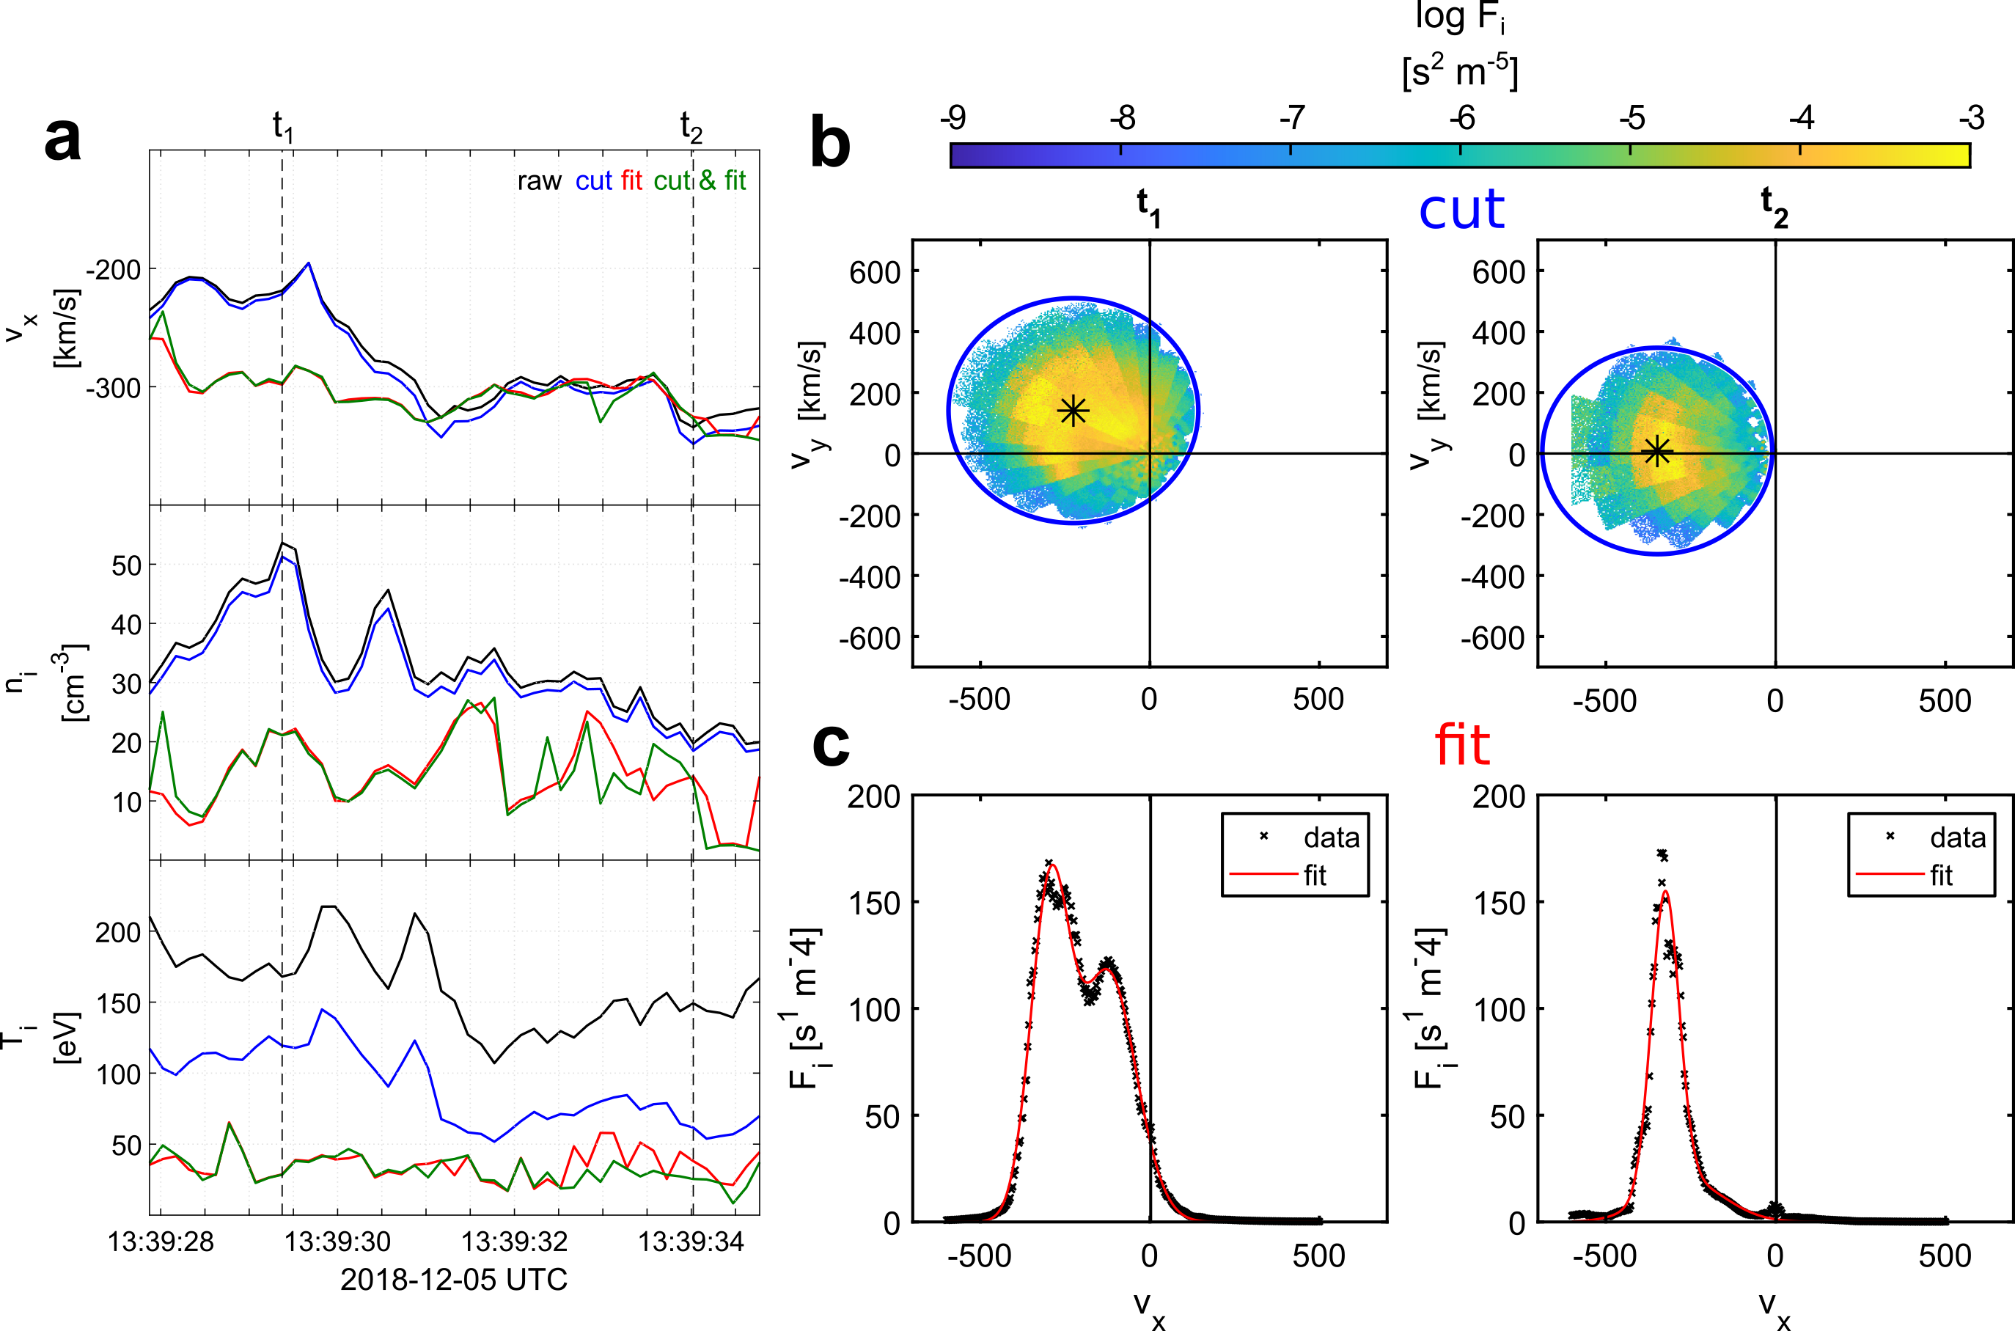 a
t1
t2
raw cut fit cut & fit
-200
-300
vx
[km/s]
50
40
30
20
10
ni
[cm-3]
200
150
100
50
Ti
[eV]
13:39:28 13:39:30 13:39:32 13:39:34
2018-12-05 UTC
b
log Fi
[s2 m-5]
-9 -8 -7 -6 -5 -4 -3
t1
cut
t2
600
400
200
0
-200
-400
-600
vy [km/s]
-500 0 500
600
400
200
0
-200
-400
-600
vy [km/s]
-500 0 500
c
fit
200
150
100
50
0
Fi [s1 m-4]
data
fit
-500 0 500
vx
200
150
100
50
0
Fi [s1 m-4]
data
fit
-500 0 500
vx